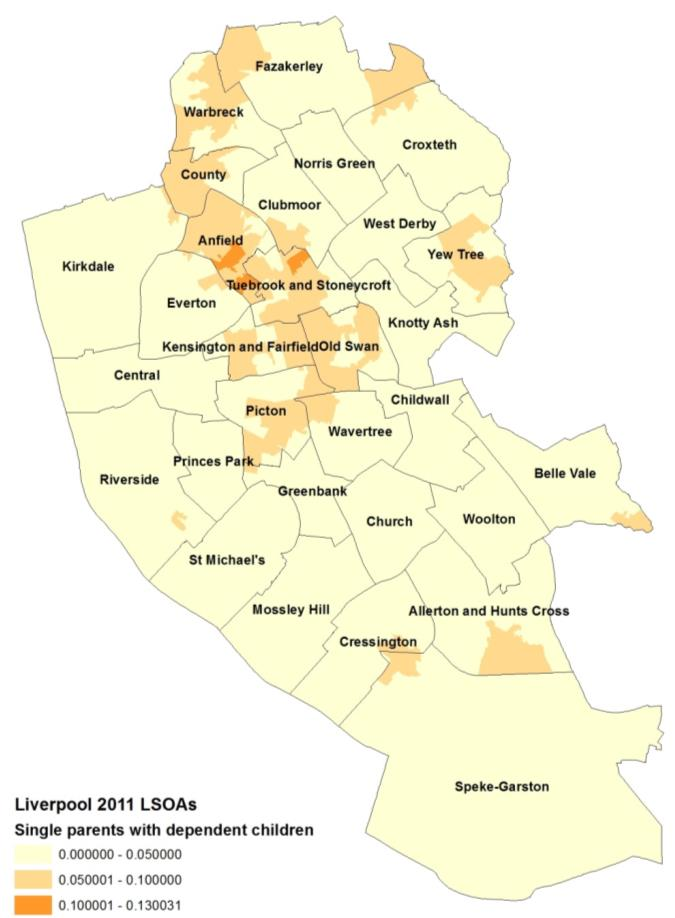 Fazakerley
Warbreck
Croxteth
Norris Green
County
Clubmoor
West Derby
Anfield
Yew Tree
Kirkdale
Tuebrook and Stoneycroft
Everton
Knotty Ash
Kensington and Fairfield
Old Swan
Central
Childwall
Picton
Wavertree
Princes Park
Belle Vale
Riverside
Greenbank
Church
Woolton
St Michael's
Mossley Hill
Allerton and Hunts Cross
Cressington
Speke-Garston
Liverpool 2011 LSOAs
Single parents with dependent children
0.000000 - 0.050000
0.050001 - 0.100000
0.100001 - 0.130031